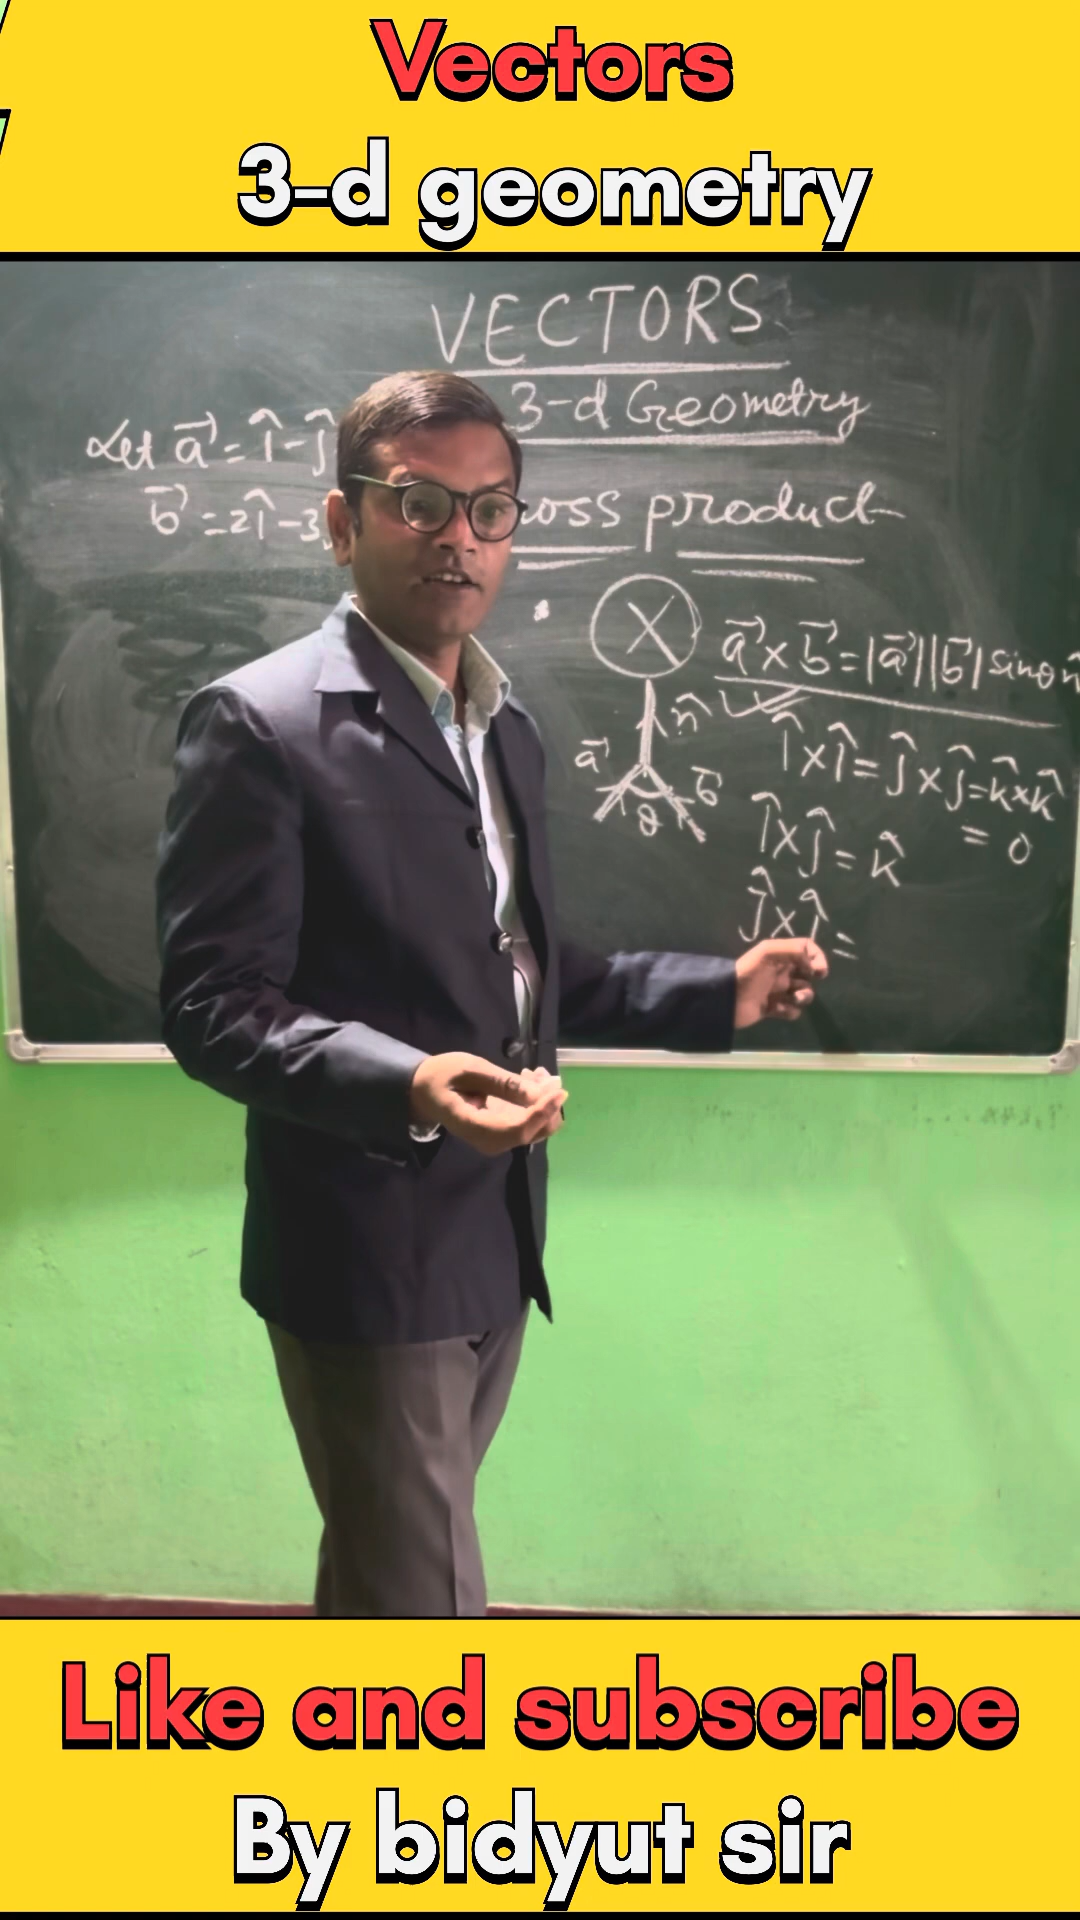 Vectors
3-d geometry
VECTORS
3-d Geometry
Let a⃗ = î - ĵ
b⃗ = 2î - 3
oss product
X
a⃗ × b⃗ = |a⃗| |b⃗| sinθ n̂
n̂
a⃗
b⃗
θ
î × î = ĵ × ĵ = k̂ × k̂
= 0
î × ĵ = k̂
ĵ × =
Like and subscribe
By bidyut sir